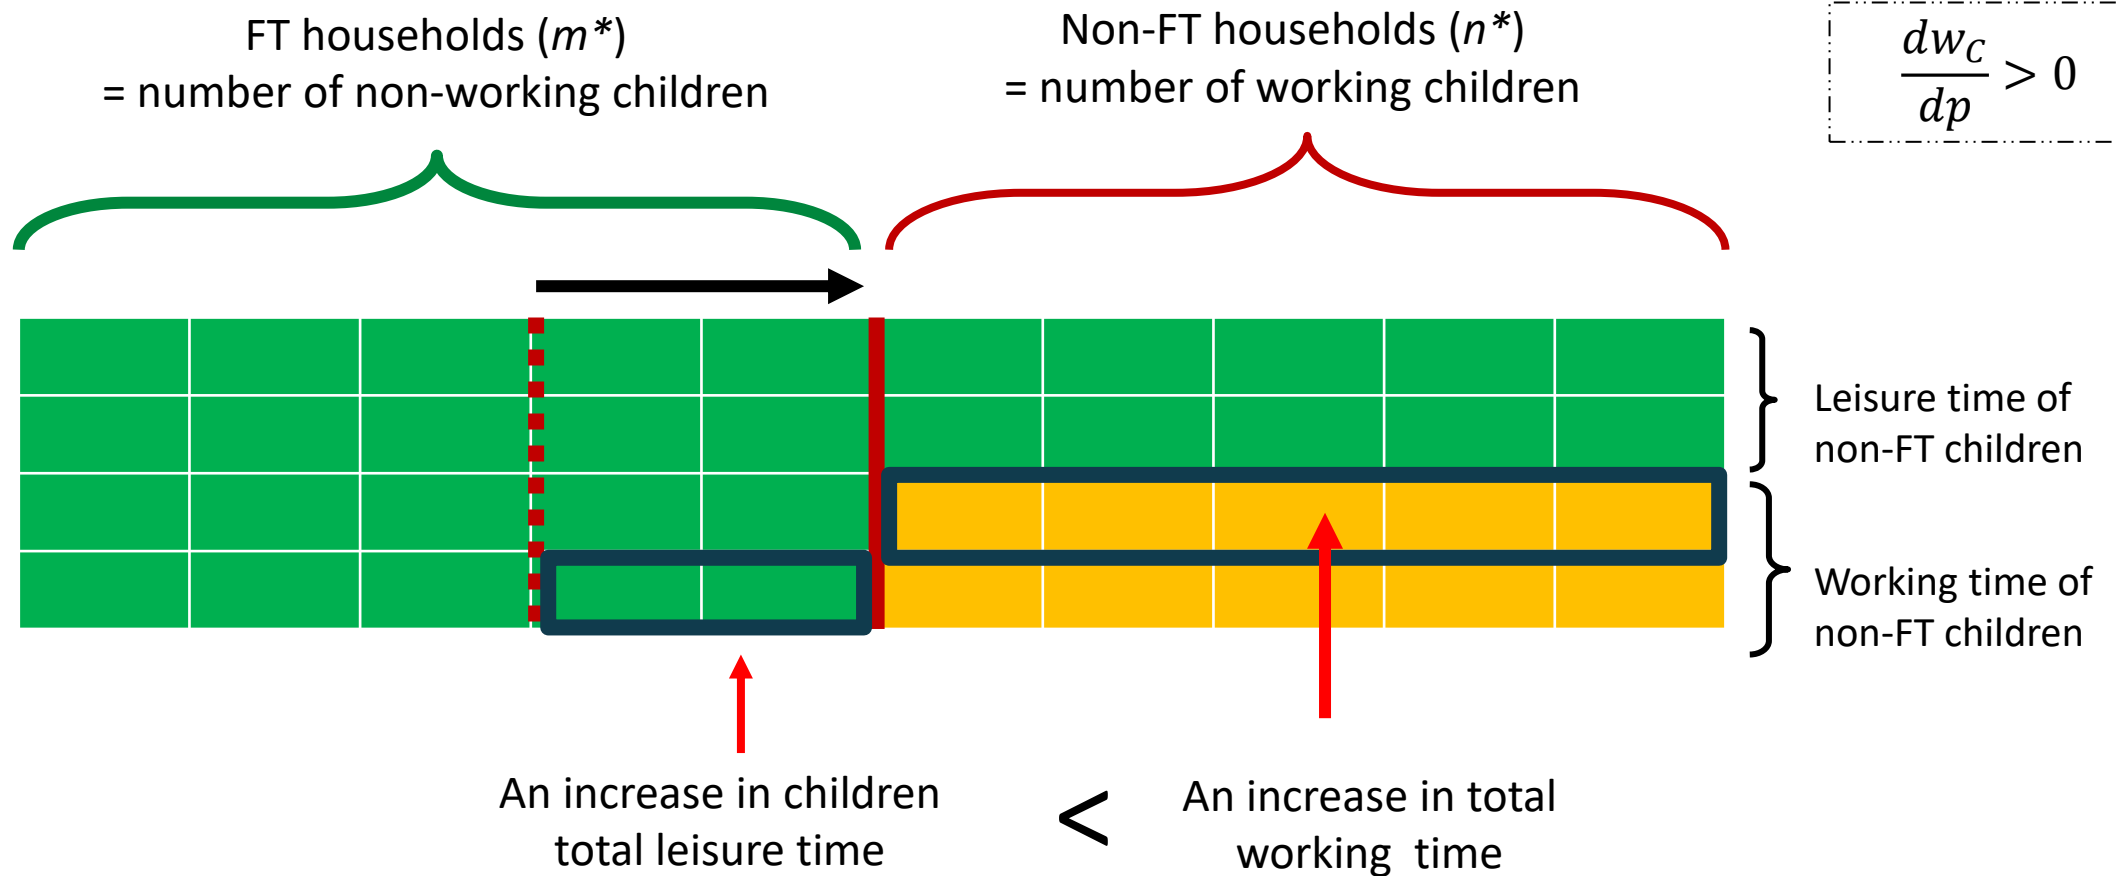 FT households (m*)
= number of non-working children
Non-FT households (n*)
= number of working children
dw_C
dp
> 0
Leisure time of
non-FT children
Working time of
non-FT children
An increase in children
total leisure time
<
An increase in total
working time